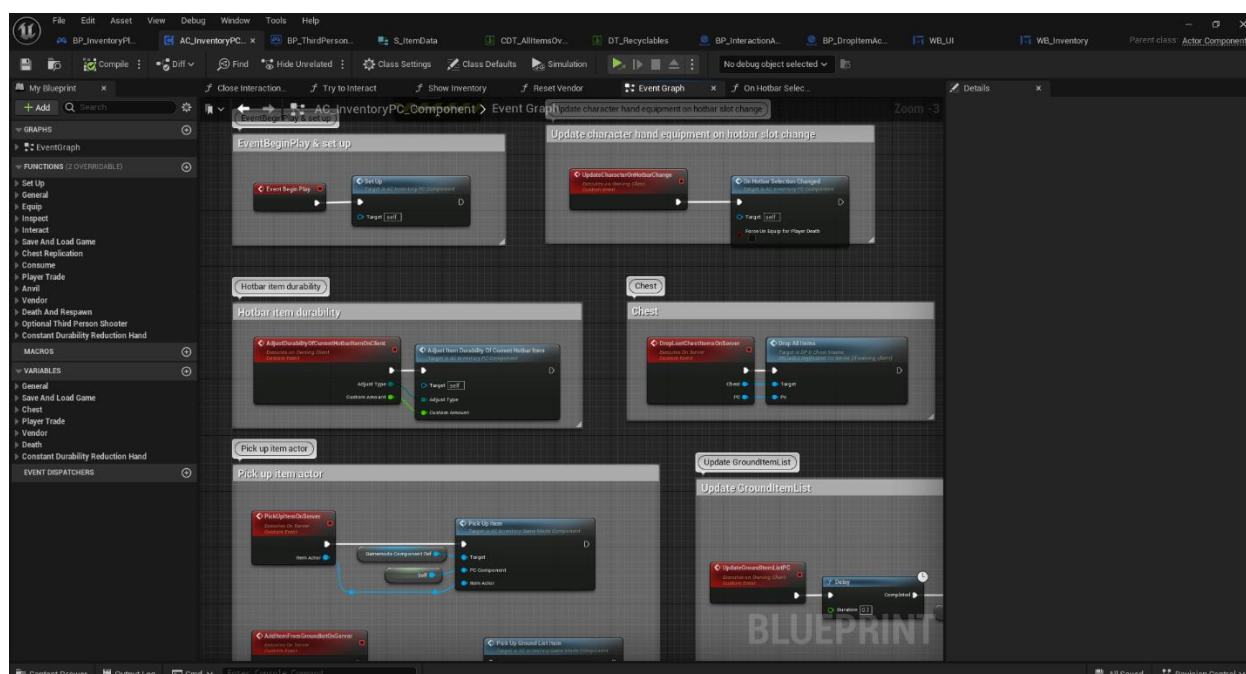 File Edit Asset View Debug Window Tools Help
BP_InventoryPl... AC_InventoryPC... × BP_ThirdPerson... S_ItemData CDT_AllItemsOv... DT_Recyclables BP_InteractionA... BP_DropItemAc... WB_UI WB_Inventory Parent class: Actor Component
Compile Diff Find Hide Unrelated Class Settings Class Defaults Simulation No debug object selected
My Blueprint × Close Interaction... Try to Interact Show Inventory Reset Vendor Event Graph × On Hotbar Selec... Details ×
+ Add Search
AC_InventoryPC_Component > Event Graph
Zoom -3
GRAPHS
EventGraph
FUNCTIONS (2 OVERRIDABLE)
Set Up
General
Equip
Inspect
Interact
Save And Load Game
Chest Replication
Consume
Player Trade
Anvil
Vendor
Death And Respawn
Optional Third Person Shooter
Constant Durability Reduction Hand
MACROS
VARIABLES
General
Save And Load Game
Chest
Player Trade
Vendor
Death
Constant Durability Reduction Hand
EVENT DISPATCHERS
EventBeginPlay & set up
EventBeginPlay & set up
Event Begin Play
Set Up
Target is AC Inventory PC Component
Target self
Update character hand equipment on hotbar slot change
Update character hand equipment on hotbar slot change
UpdateCharacterOnHotbarChange
Executes on Owning Client
Custom Event
On Hotbar Selection Changed
Target is AC Inventory PC Component
Target self
Force Un Equip for Player Death
Hotbar item durability
Hotbar item durability
AdjustDurabilityOfCurrentHotbarItemOnClient
Executes on Owning Client
Custom Event
Adjust Type
Custom Amount
Adjust Item Durability Of Current Hotbar Item
Target is AC Inventory PC Component
Target self
Adjust Type
Custom Amount
Chest
Chest
DropLootChestItemsOnServer
Executes On Server
Custom Event
Chest
PC
Drop All Items
Target
Pc
Pick up item actor
Pick up item actor
PickUpItemOnServer
Executes On Server
Custom Event
Item Actor
Gamemode Component Ref
Self
Pick Up Item
Target is AC Inventory Game Mode Component
Target
PC Component
Item Actor
AddItemFromGroundSlotOnServer
Executes On Server
Custom Event
Pick Up Ground List Item
Target is AC Inventory Game Mode Component
Update GroundItemList
Update GroundItemList
UpdateGroundItemListPC
Executes on Owning Client
Custom Event
Delay
Duration 0.1
Completed
BLUEPRINT
Content Drawer Output Log Cmd Enter Console Command All Saved Revision Control